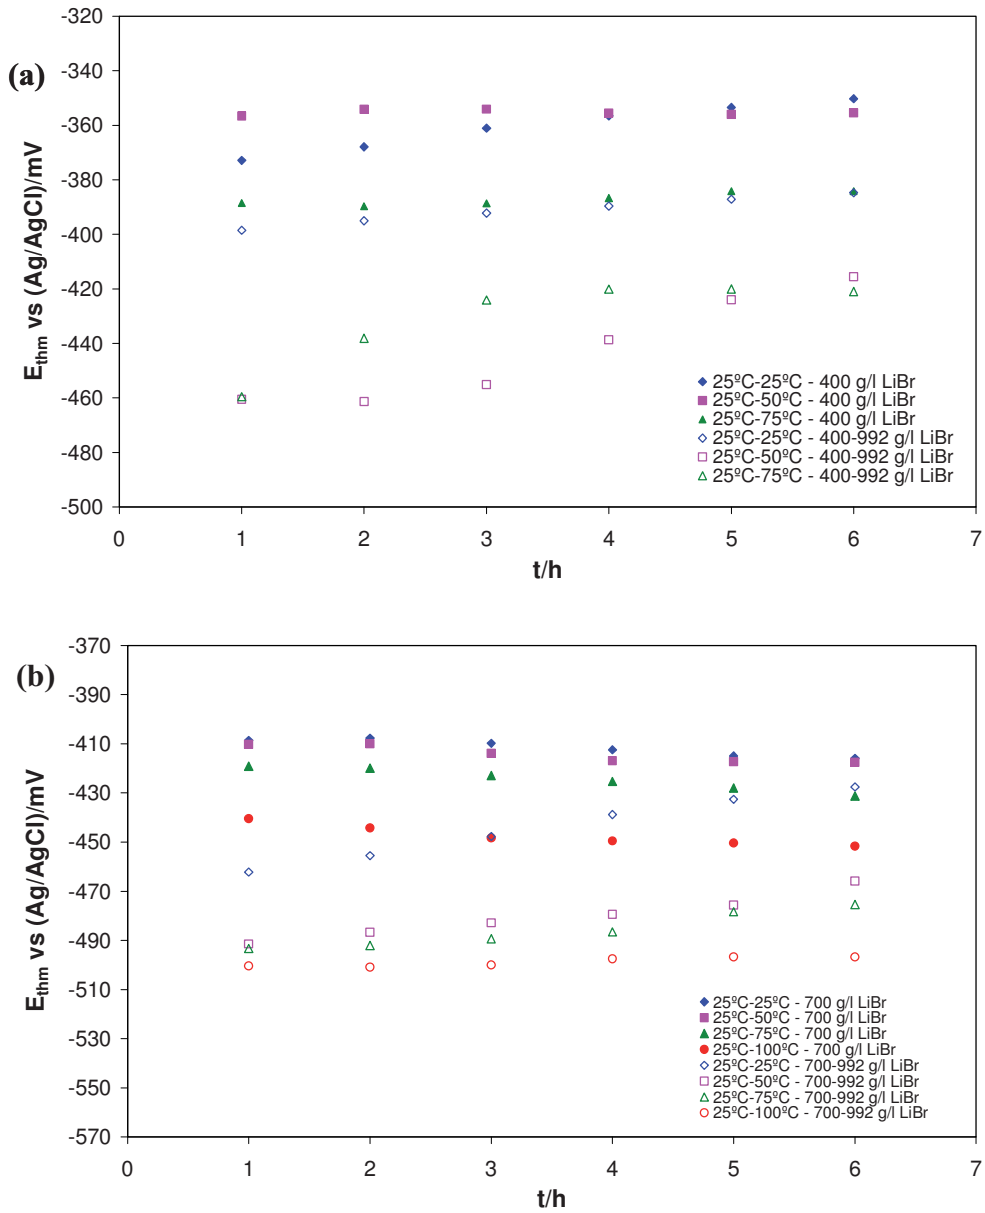 (a)
E_thm vs (Ag/AgCl)/mV
-320
-340
-360
-380
-400
-420
-440
-460
-480
-500
25ºC-25ºC - 400 g/l LiBr
25ºC-50ºC - 400 g/l LiBr
25ºC-75ºC - 400 g/l LiBr
25ºC-25ºC - 400-992 g/l LiBr
25ºC-50ºC - 400-992 g/l LiBr
25ºC-75ºC - 400-992 g/l LiBr
0 1 2 3 4 5 6 7
t/h
(b)
E_thm vs (Ag/AgCl)/mV
-370
-390
-410
-430
-450
-470
-490
-510
-530
-550
-570
25ºC-25ºC - 700 g/l LiBr
25ºC-50ºC - 700 g/l LiBr
25ºC-75ºC - 700 g/l LiBr
25ºC-100ºC - 700 g/l LiBr
25ºC-25ºC - 700-992 g/l LiBr
25ºC-50ºC - 700-992 g/l LiBr
25ºC-75ºC - 700-992 g/l LiBr
25ºC-100ºC - 700-992 g/l LiBr
0 1 2 3 4 5 6 7
t/h